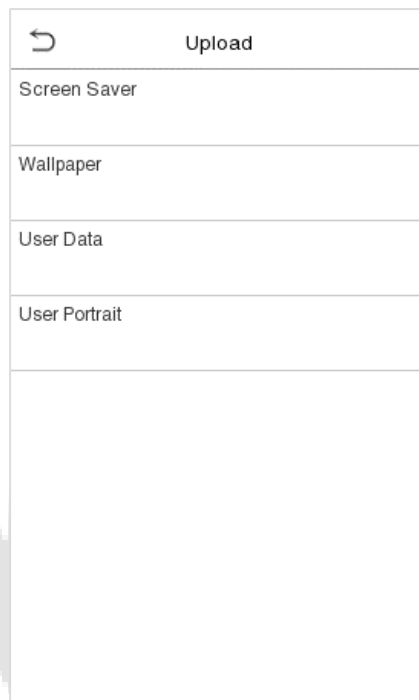 Upload
Screen Saver
Wallpaper
User Data
User Portrait